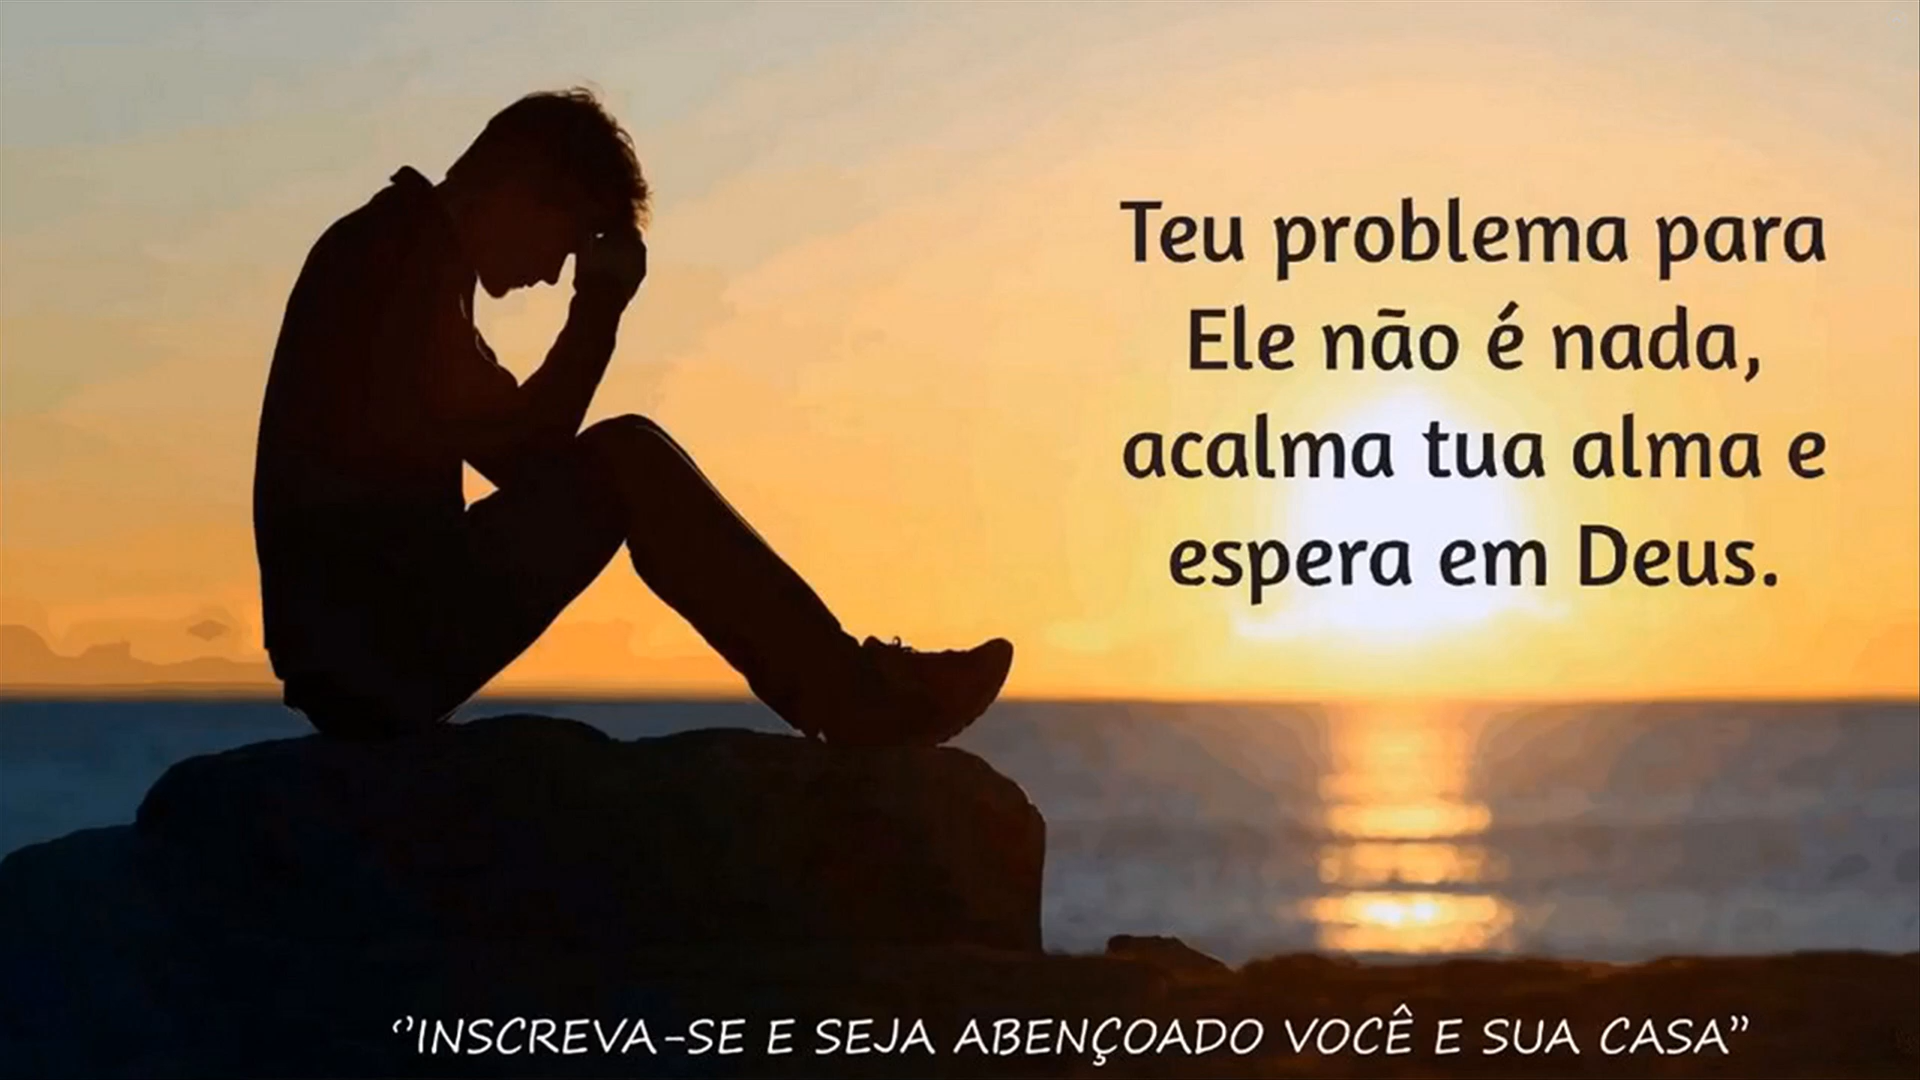 Teu problema para
Ele não é nada,
acalma tua alma e
espera em Deus.
‘’INSCREVA-SE E SEJA ABENÇOADO VOCÊ E SUA CASA’’